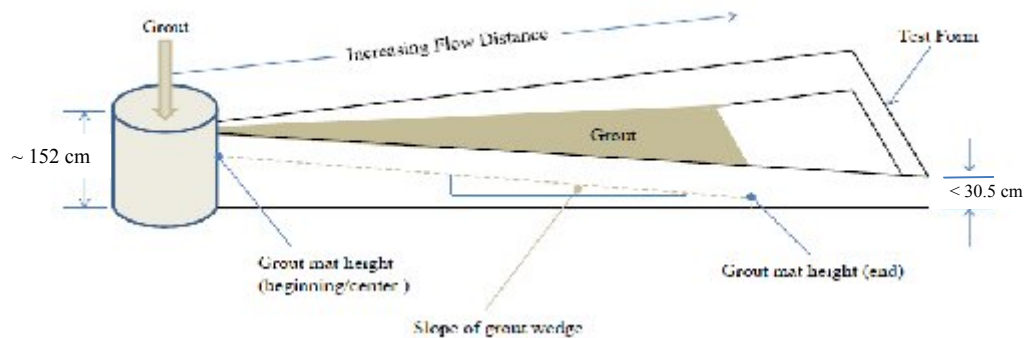 Grout
Increasing Flow Distance
Test Form
Grout
~ 152 cm
< 30.5 cm
Grout mat height
(beginning/center )
Grout mat height (end)
Slope of grout wedge